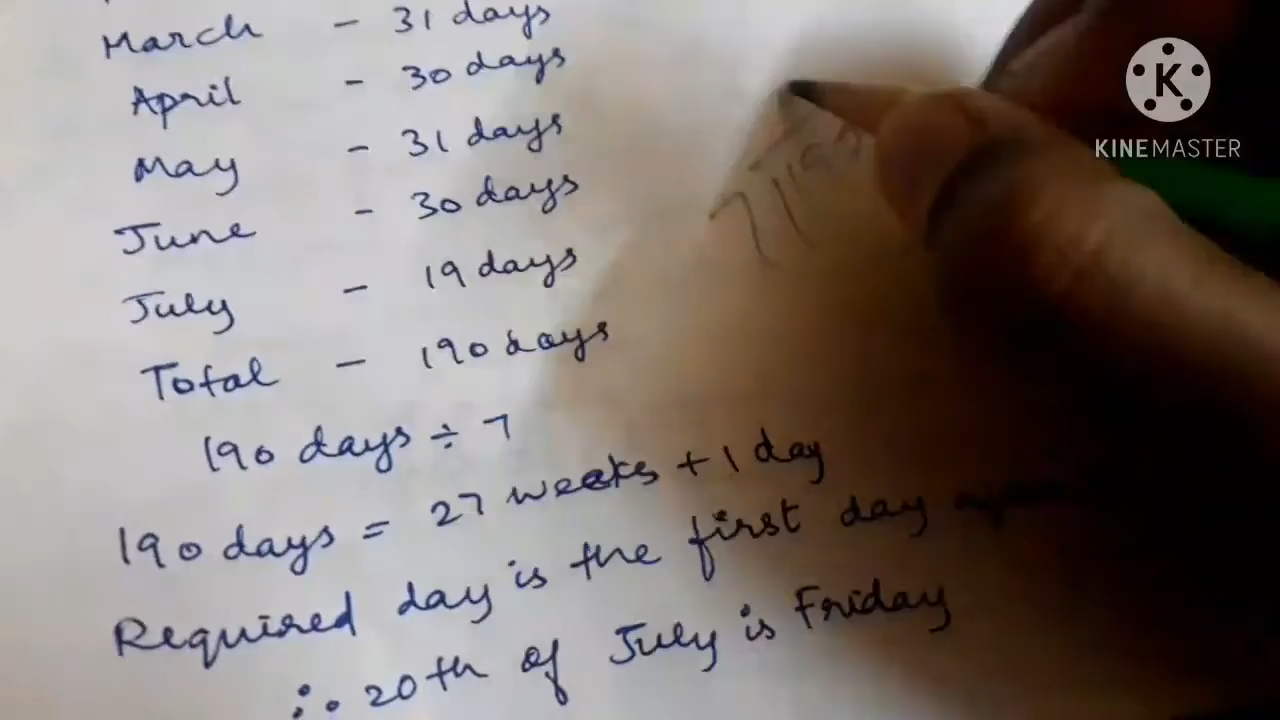 March - 31 days
April - 30 days
May - 31 days
June - 30 days
July - 19 days
Total - 190 days
190 days ÷ 7
190 days = 27 weeks + 1 day
Required day is the first day
∴ 20th of July is Friday
7)190
K
KINEMASTER